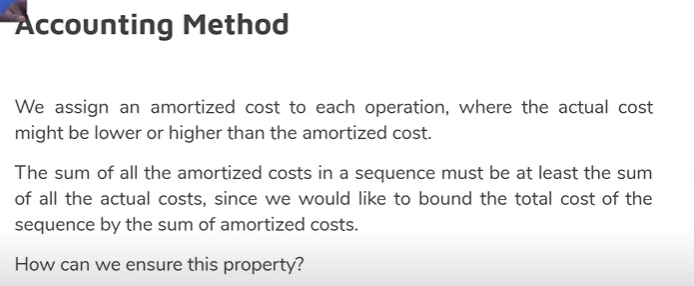 Accounting Method
We assign an amortized cost to each operation, where the actual cost
might be lower or higher than the amortized cost.
The sum of all the amortized costs in a sequence must be at least the sum
of all the actual costs, since we would like to bound the total cost of the
sequence by the sum of amortized costs.
How can we ensure this property?